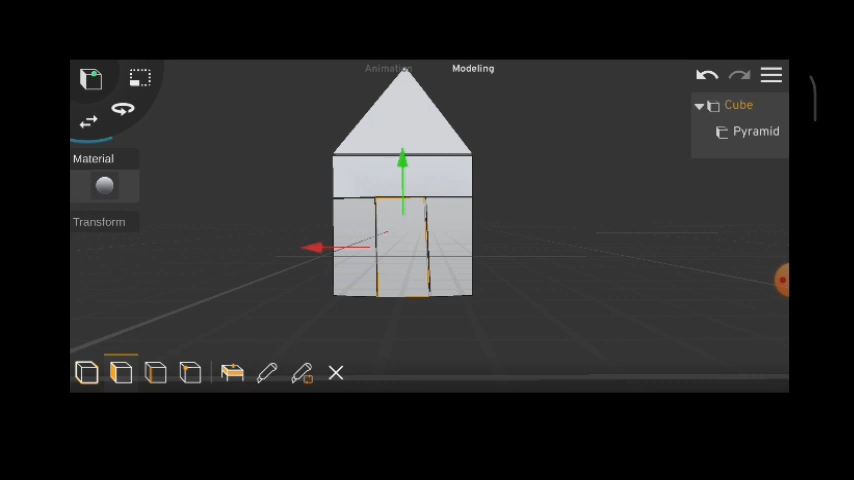 Animation
Modeling
Cube
Pyramid
Material
Transform